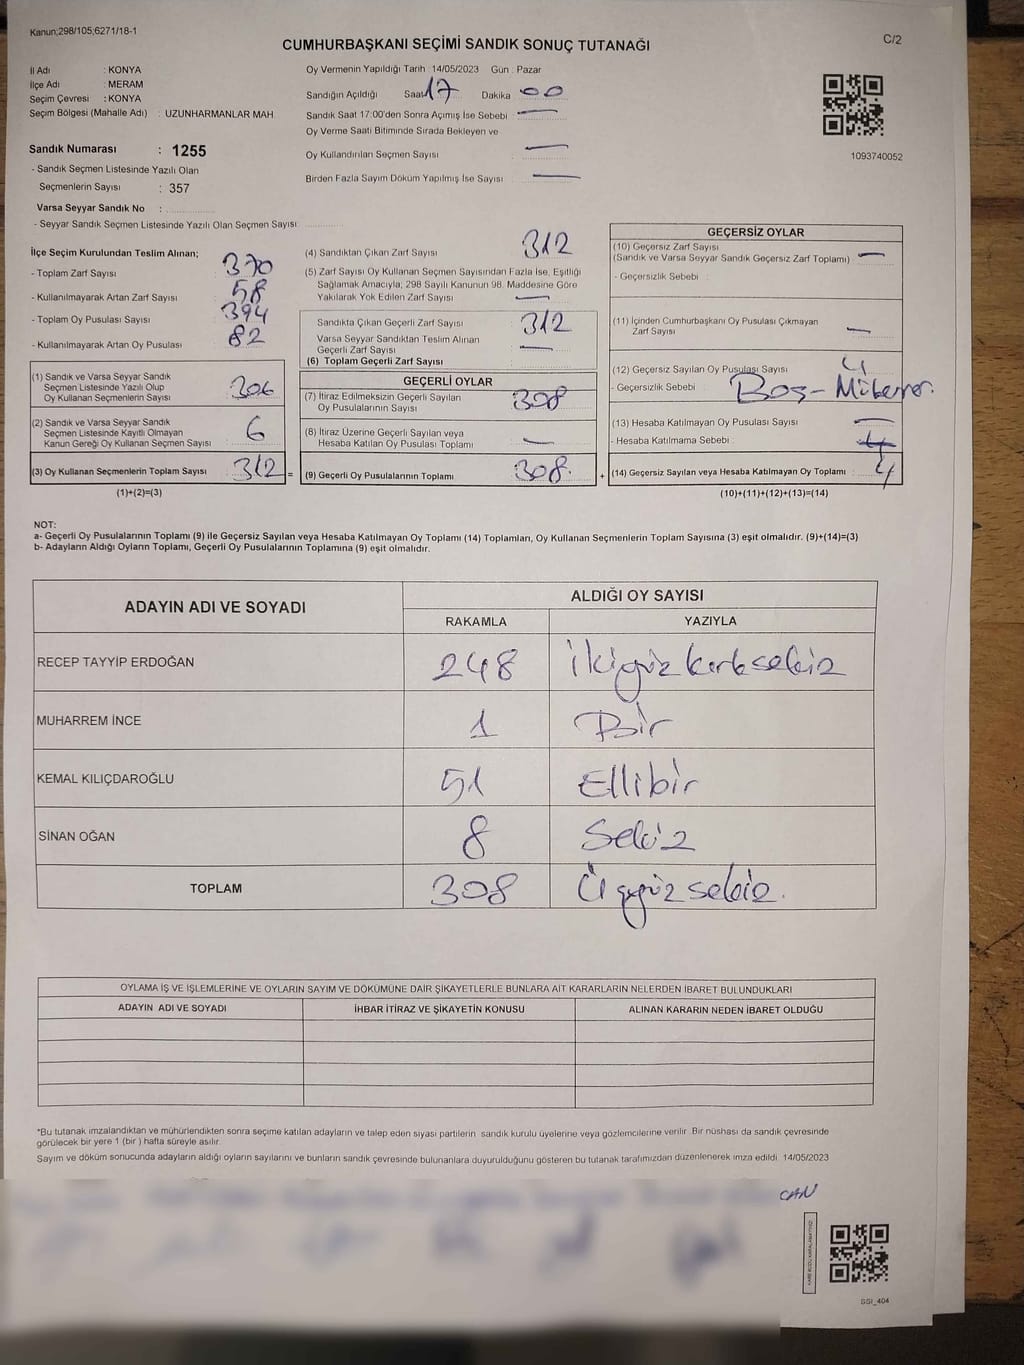 Kanun;298/105;6271/18-1
C/2
CUMHURBAŞKANI SEÇİMİ SANDIK SONUÇ TUTANAĞI
İl Adı : KONYA
İlçe Adı : MERAM
Seçim Çevresi : KONYA
Seçim Bölgesi (Mahalle Adı) : UZUNHARMANLAR MAH.
Sandık Numarası : 1255
- Sandık Seçmen Listesinde Yazılı Olan
Seçmenlerin Sayısı : 357
Varsa Seyyar Sandık No :
- Seyyar Sandık Seçmen Listesinde Yazılı Olan Seçmen Sayısı
Oy Vermenin Yapıldığı Tarih : 14/05/2023 Gün : Pazar
Sandığın Açıldığı Saat 17 Dakika 00
Sandık Saat 17:00'den Sonra Açımış İse Sebebi : —
Oy Verme Saati Bitiminde Sırada Bekleyen ve
Oy Kullandırılan Seçmen Sayısı : —
Birden Fazla Sayım Döküm Yapılmış İse Sayısı : —
1093740052
İlçe Seçim Kurulundan Teslim Alınan;
- Toplam Zarf Sayısı : 370
- Kullanılmayarak Artan Zarf Sayısı : 58
- Toplam Oy Pusulası Sayısı : 394
- Kullanılmayarak Artan Oy Pusulası : 82
(1) Sandık ve Varsa Seyyar Sandık
Seçmen Listesinde Yazılı Olup
Oy Kullanan Seçmenlerin Sayısı : 306
(2) Sandık ve Varsa Seyyar Sandık
Seçmen Listesinde Kayıtlı Olmayan
Kanun Gereği Oy Kullanan Seçmen Sayısı : 6
(3) Oy Kullanan Seçmenlerin Toplam Sayısı : 312 =
(1)+(2)=(3)
(4) Sandıktan Çıkan Zarf Sayısı : 312
(5) Zarf Sayısı Oy Kullanan Seçmen Sayısından Fazla İse, Eşitliği
Sağlamak Amacıyla; 298 Sayılı Kanunun 98. Maddesine Göre
Yakılarak Yok Edilen Zarf Sayısı : —
Sandıkta Çıkan Geçerli Zarf Sayısı : 312
Varsa Seyyar Sandıktan Teslim Alınan
Geçerli Zarf Sayısı : —
(6) Toplam Geçerli Zarf Sayısı
GEÇERLİ OYLAR
(7) İtiraz Edilmeksizin Geçerli Sayılan
Oy Pusulalarının Sayısı : 308
(8) İtiraz Üzerine Geçerli Sayılan veya
Hesaba Katılan Oy Pusulası Toplamı : —
(9) Geçerli Oy Pusulalarının Toplamı : 308 +
GEÇERSİZ OYLAR
(10) Geçersiz Zarf Sayısı
(Sandık ve Varsa Seyyar Sandık Geçersiz Zarf Toplamı) : —
- Geçersizlik Sebebi :
(11) İçinden Cumhurbaşkanı Oy Pusulası Çıkmayan
Zarf Sayısı : —
(12) Geçersiz Sayılan Oy Pusulası Sayısı : 4
- Geçersizlik Sebebi : Boş-
(13) Hesaba Katılmayan Oy Pusulası Sayısı : —
- Hesaba Katılmama Sebebi :
(14) Geçersiz Sayılan veya Hesaba Katılmayan Oy Toplamı : 4
(10)+(11)+(12)+(13)=(14)
NOT:
a- Geçerli Oy Pusulalarının Toplamı (9) ile Geçersiz Sayılan veya Hesaba Katılmayan Oy Toplamı (14) Toplamları, Oy Kullanan Seçmenlerin Toplam Sayısına (3) eşit olmalıdır. (9)+(14)=(3)
b- Adayların Aldığı Oyların Toplamı, Geçerli Oy Pusulalarının Toplamına (9) eşit olmalıdır.
ADAYIN ADI VE SOYADI
ALDIĞI OY SAYISI
RAKAMLA YAZIYLA
RECEP TAYYİP ERDOĞAN 248 İkiyüz kırk sekiz
MUHARREM İNCE 1 Bir
KEMAL KILIÇDAROĞLU 51 Ellibir
SİNAN OĞAN 8 Sekiz
TOPLAM 308 Üçyüz sekiz.
OYLAMA İŞ VE İŞLEMLERİNE VE OYLARIN SAYIM VE DÖKÜMÜNE DAİR ŞİKAYETLERLE BUNLARA AİT KARARLARIN NELERDEN İBARET BULUNDUKLARI
ADAYIN ADI VE SOYADI İHBAR İTİRAZ VE ŞİKAYETİN KONUSU ALINAN KARARIN NEDEN İBARET OLDUĞU
*Bu tutanak imzalandıktan ve mühürlendikten sonra seçime katılan adayların ve talep eden siyasi partilerin sandık kurulu üyelerine veya gözlemcilerine verilir. Bir nüshası da sandık çevresinde
görülecek bir yere 1 (bir ) hafta süreyle asılır.
Sayım ve döküm sonucunda adayların aldığı oyların sayılarını ve bunların sandık çevresinde bulunanlara duyurulduğunu gösteren bu tutanak tarafımızdan düzenlenerek imza edildi. 14/05/2023
CAN
SSI_404